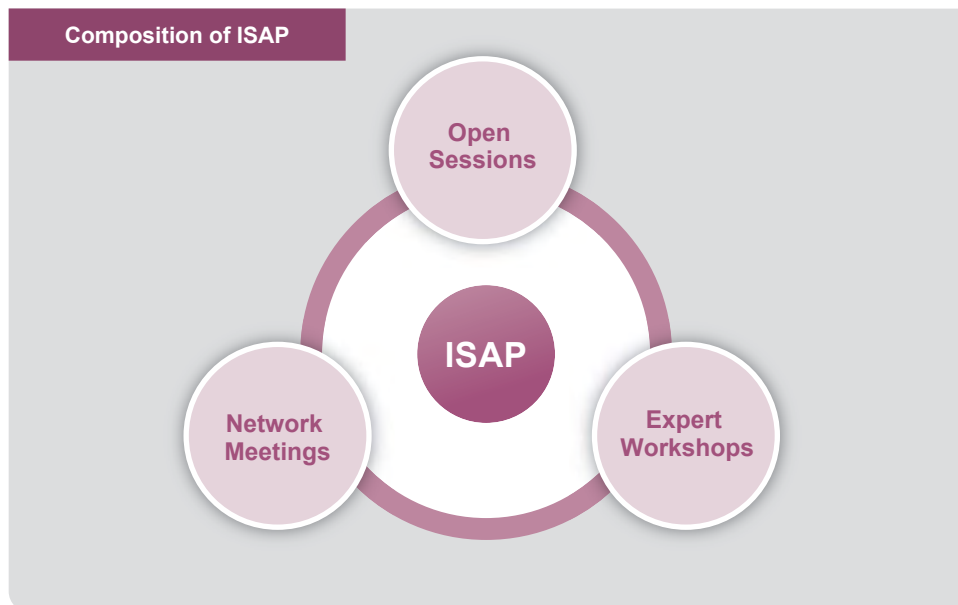 Composition of ISAP
Open
Sessions
ISAP
Network
Meetings
Expert
Workshops